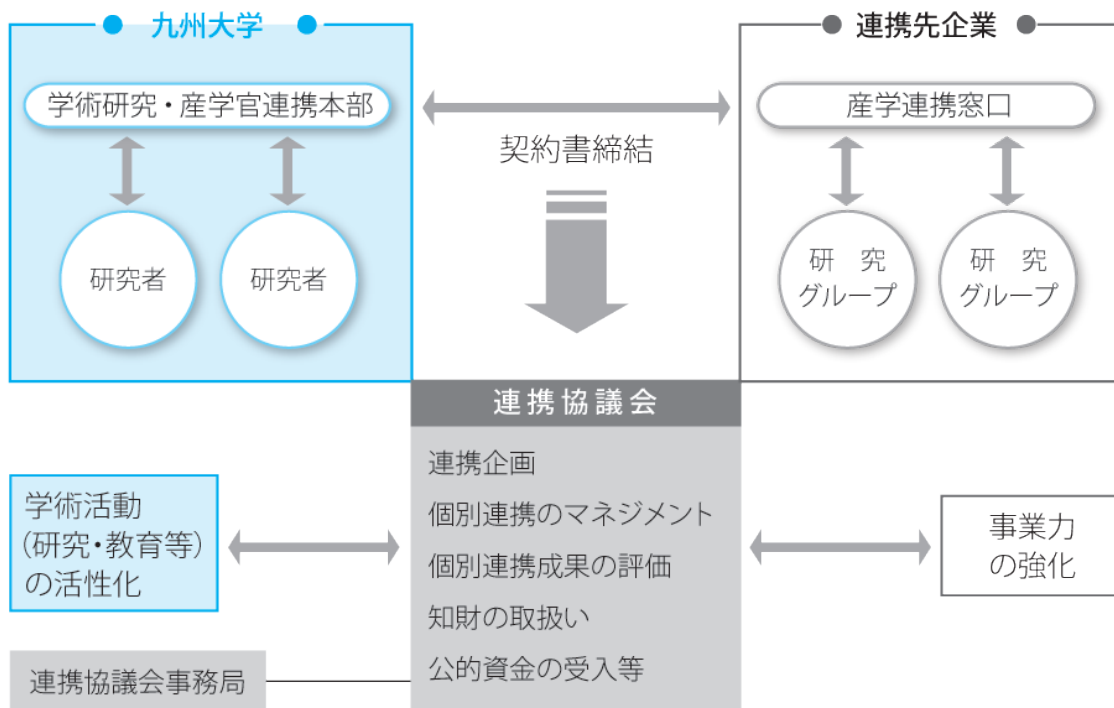 九州大学
学術研究・産学官連携本部
研究者
研究者
契約書締結
連携先企業
産学連携窓口
研　究
グループ
研　究
グループ
連携協議会
連携企画
個別連携のマネジメント
個別連携成果の評価
知財の取扱い
公的資金の受入等
学術活動
(研究・教育等)
の活性化
事業力
の強化
連携協議会事務局